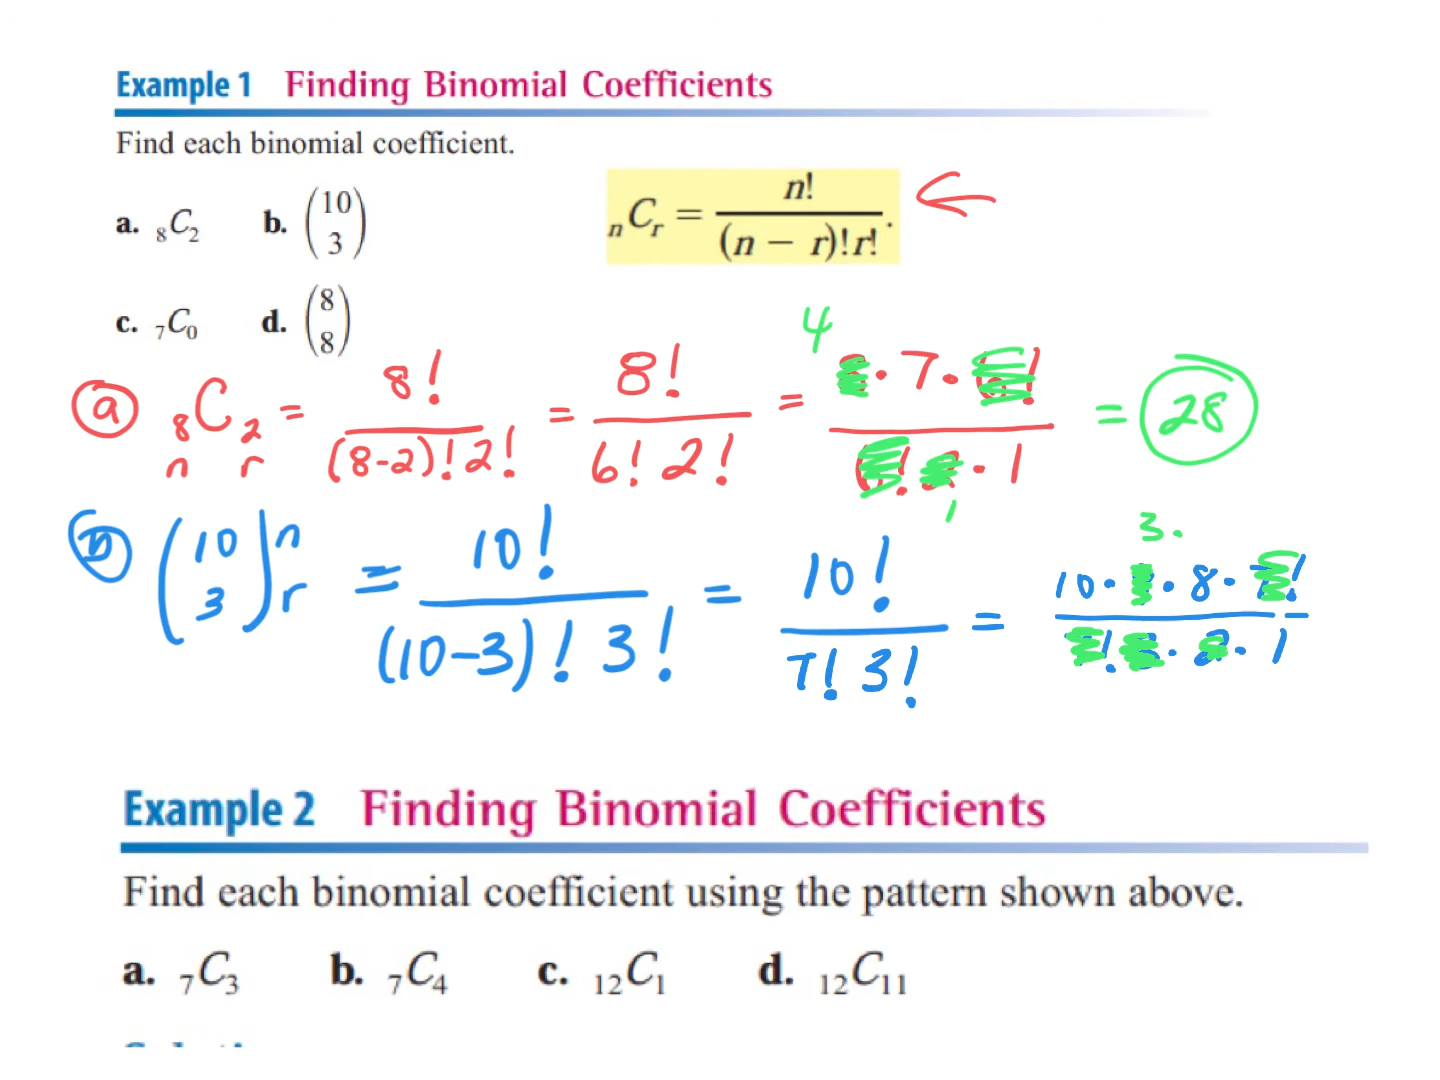 Example 1 Finding Binomial Coefficients
Find each binomial coefficient.
a. ₈C₂ b. (10 3) nCr = n! / (n − r)!r!.
c. ₇C₀ d. (8 8)
4
ⓐ ₈C₂ = 8! / (8-2)! 2! = 8! / 6! 2! = 8 · 7 · 6! / 6! 2 · 1 = 28
n r
1
ⓑ (10 3) n r = 10! / (10-3)! 3! = 10! / 7! 3! = 10 · 9 · 8 · 7! / 7! 3 · 2 · 1
3 ·
Example 2 Finding Binomial Coefficients
Find each binomial coefficient using the pattern shown above.
a. ₇C₃ b. ₇C₄ c. ₁₂C₁ d. ₁₂C₁₁